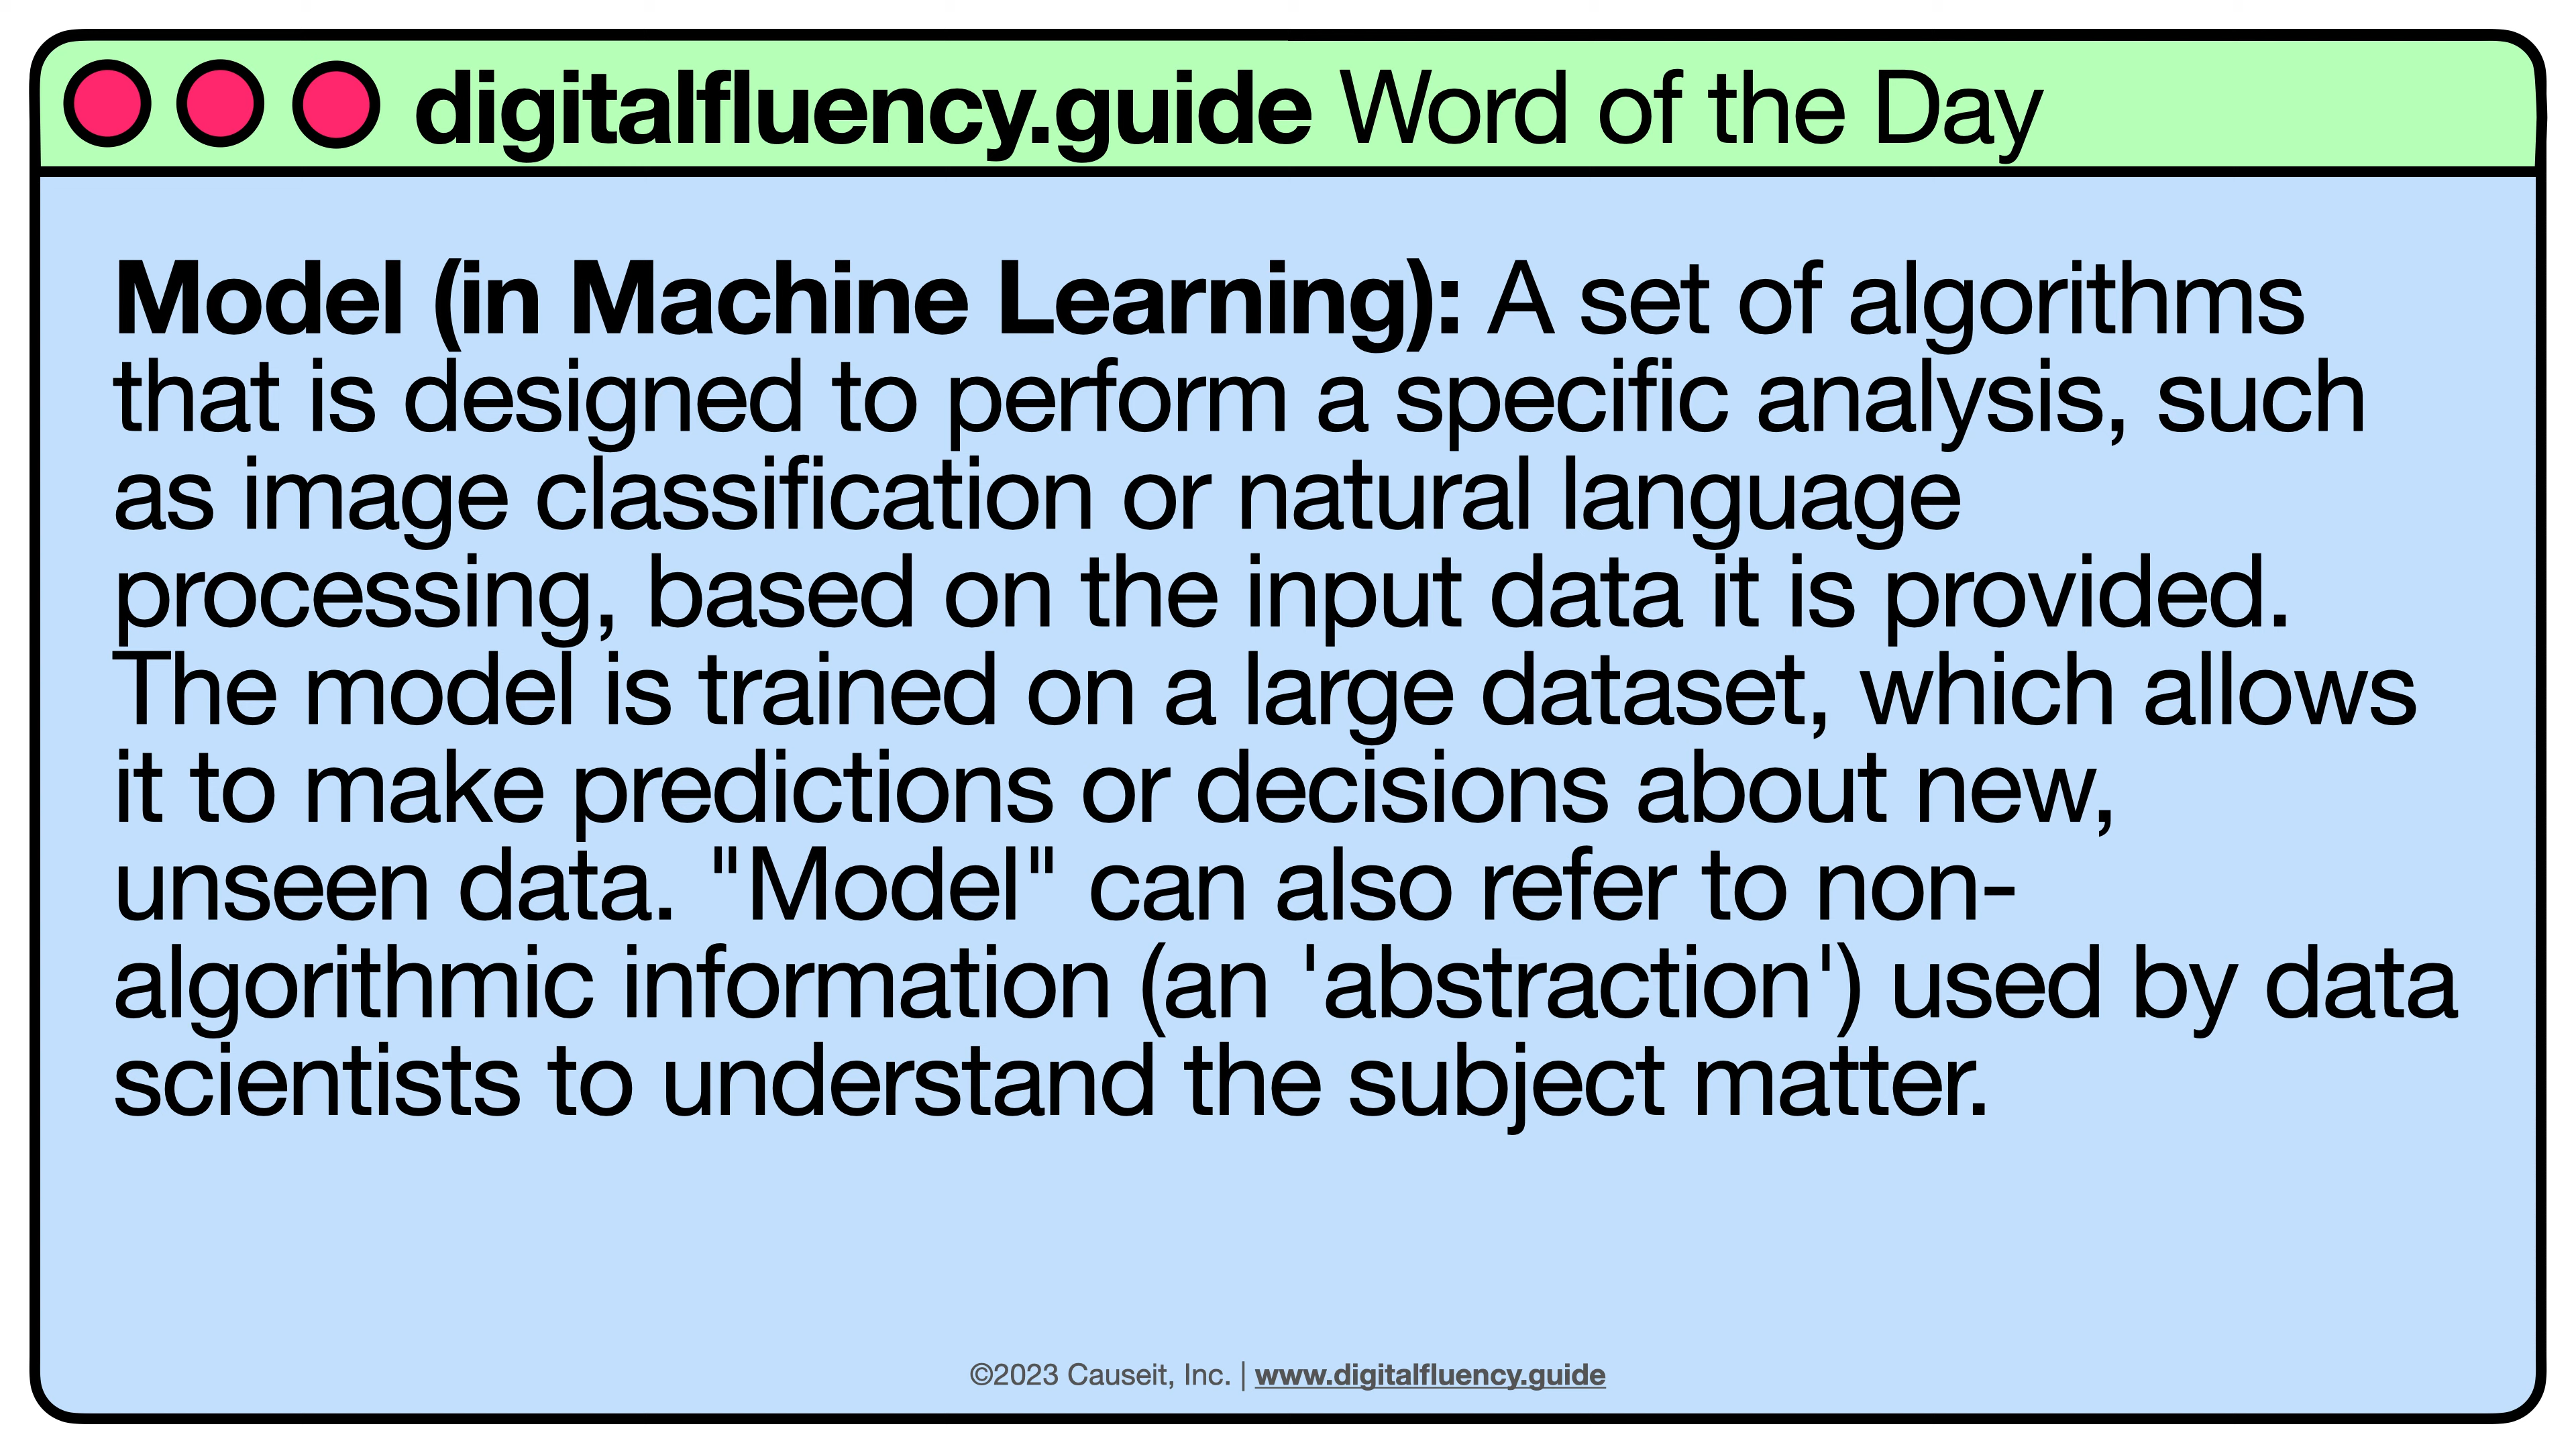 digitalfluency.guide Word of the Day
Model (in Machine Learning): A set of algorithms
that is designed to perform a specific analysis, such
as image classification or natural language
processing, based on the input data it is provided.
The model is trained on a large dataset, which allows
it to make predictions or decisions about new,
unseen data. "Model" can also refer to non-
algorithmic information (an 'abstraction') used by data
scientists to understand the subject matter.
©2023 Causeit, Inc. | www.digitalfluency.guide